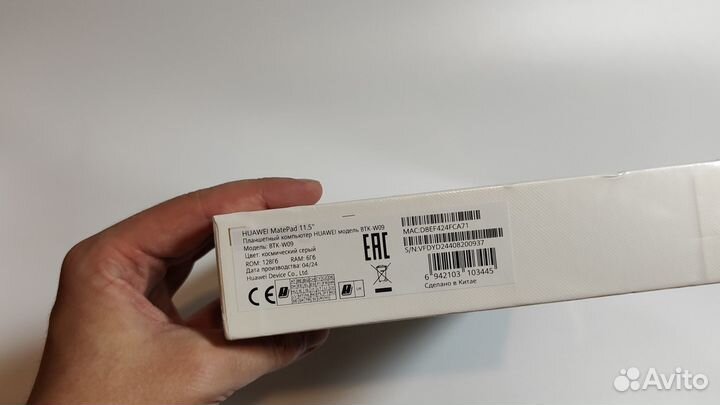 HUAWEI MatePad 11.5"
Планшетный компьютер HUAWEI модель BTK-W09
Модель: BTK-W09
Цвет: космический серый
ROM: 128Гб RAM: 6Гб
Дата производства: 04/24
Huawei Device Co., Ltd.
CE
EAC
MAC:D8EF424FCA71
S/N:VFDYD24408200937
6 942103 103445
Сделано в Китае
Avito